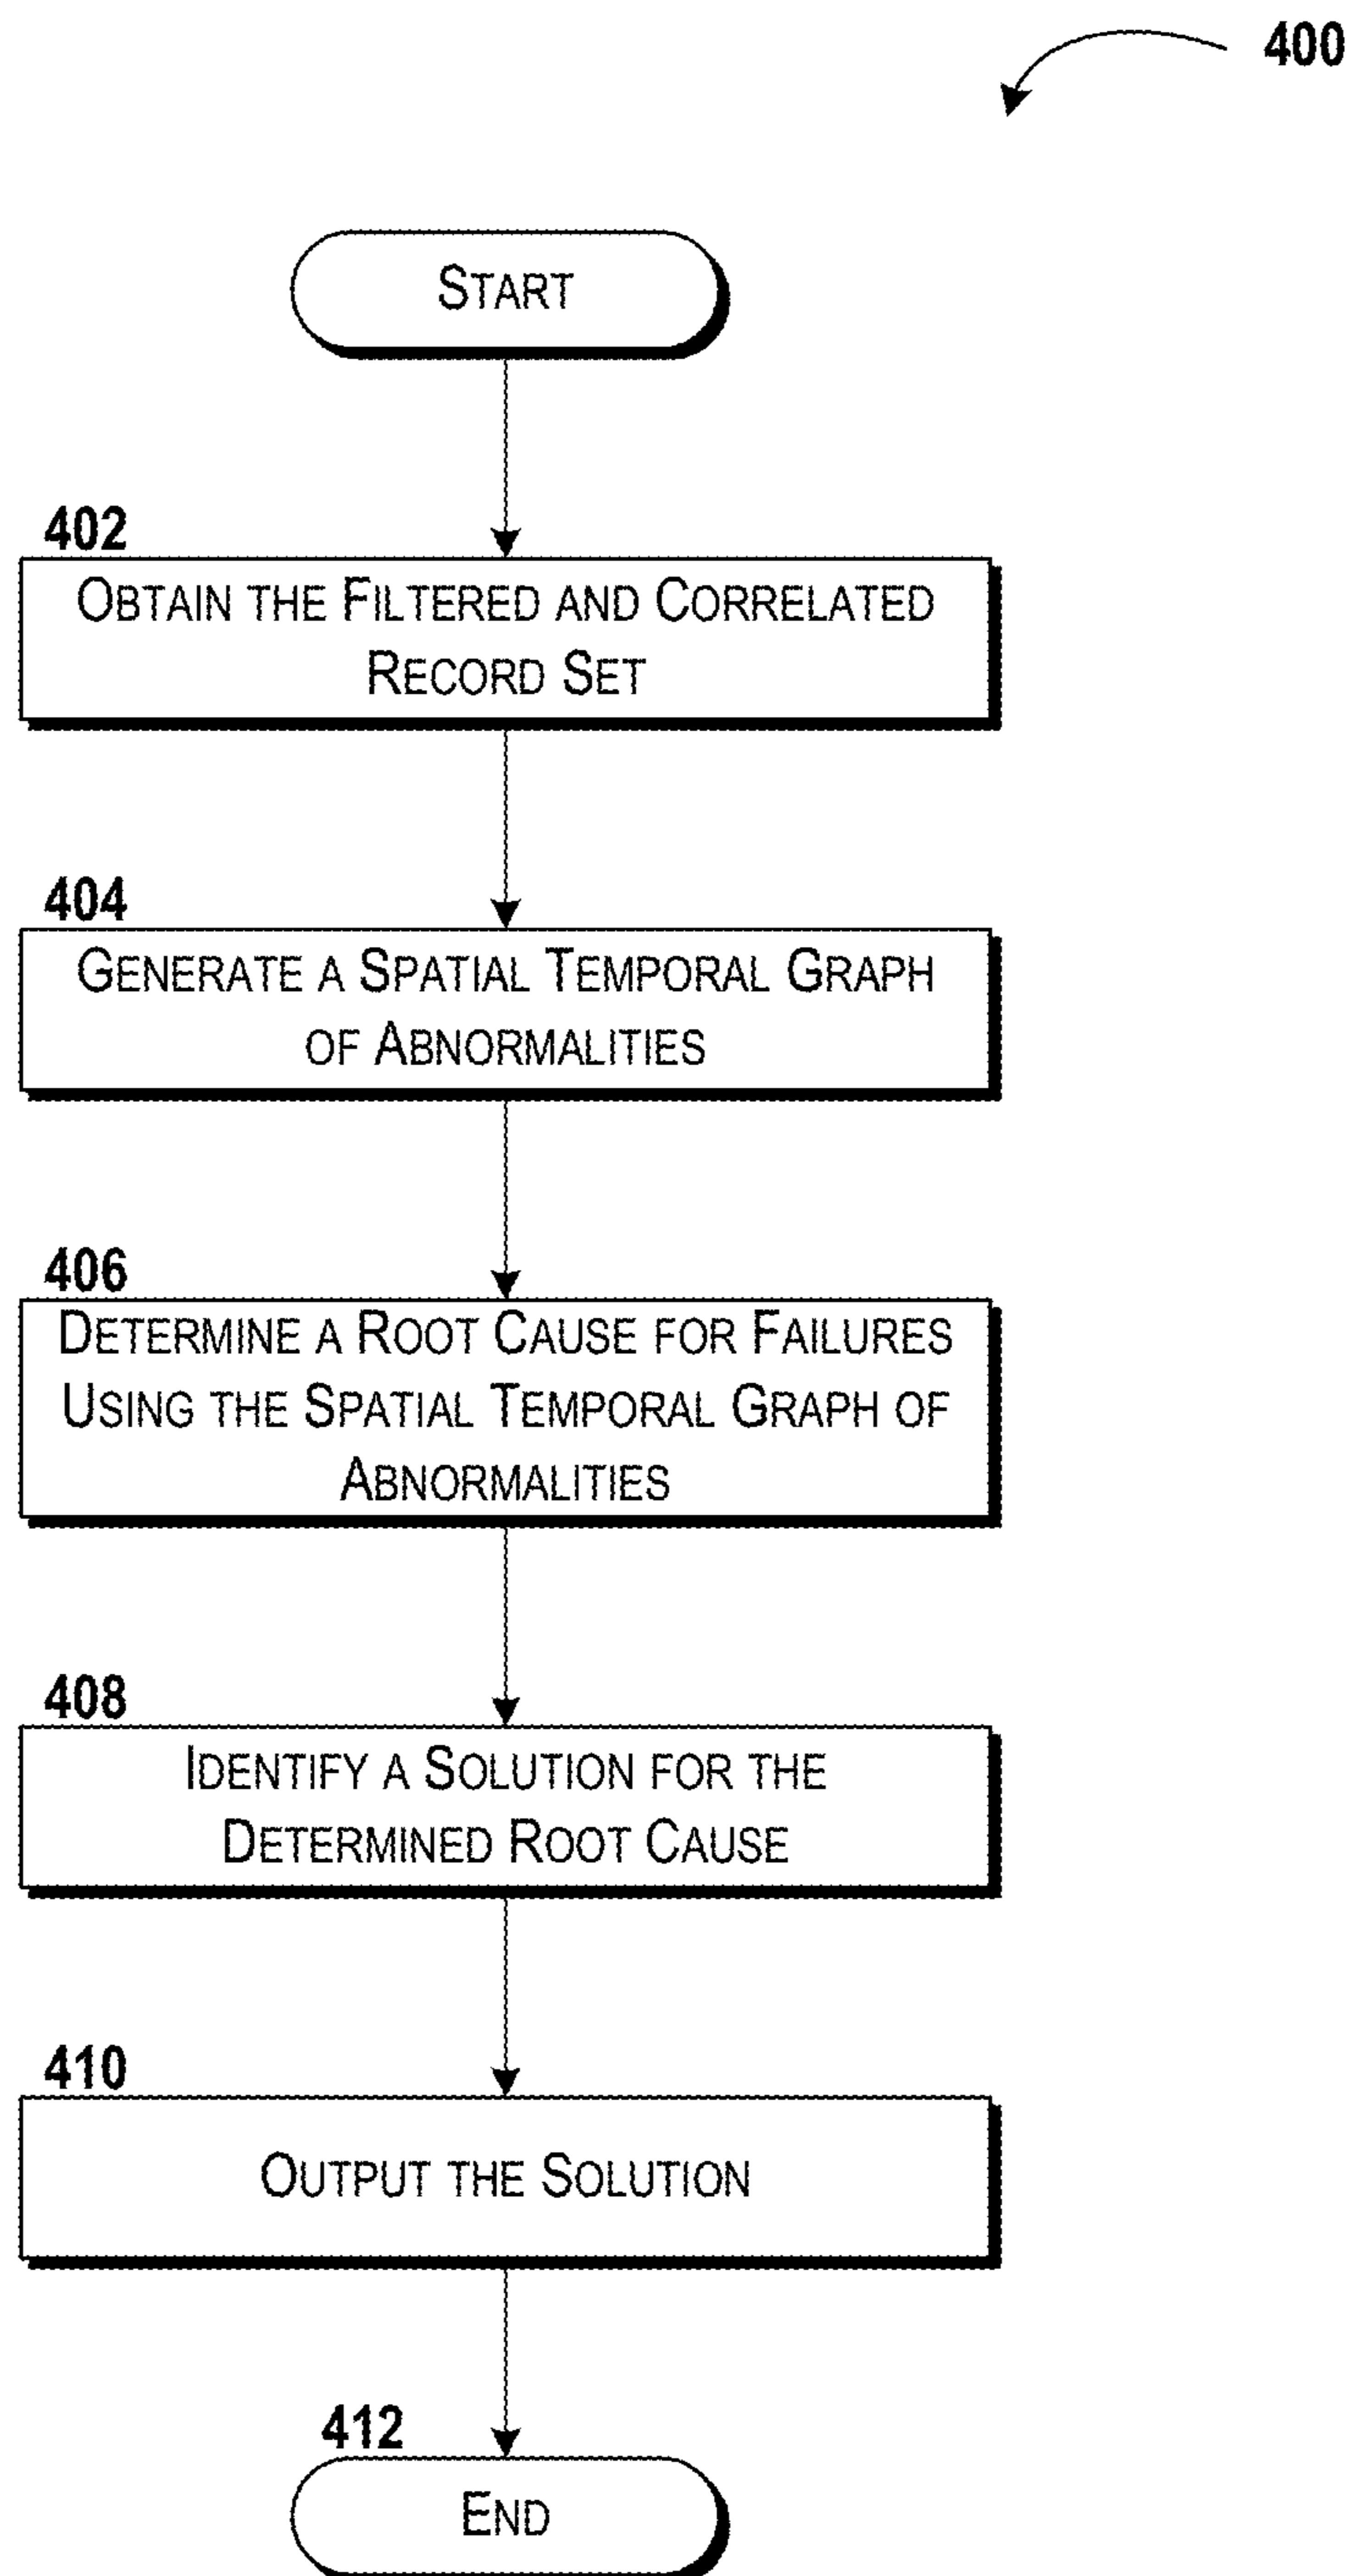 400
START
402
OBTAIN THE FILTERED AND CORRELATED
RECORD SET
404
GENERATE A SPATIAL TEMPORAL GRAPH
OF ABNORMALITIES
406
DETERMINE A ROOT CAUSE FOR FAILURES
USING THE SPATIAL TEMPORAL GRAPH OF
ABNORMALITIES
408
IDENTIFY A SOLUTION FOR THE
DETERMINED ROOT CAUSE
410
OUTPUT THE SOLUTION
412
END